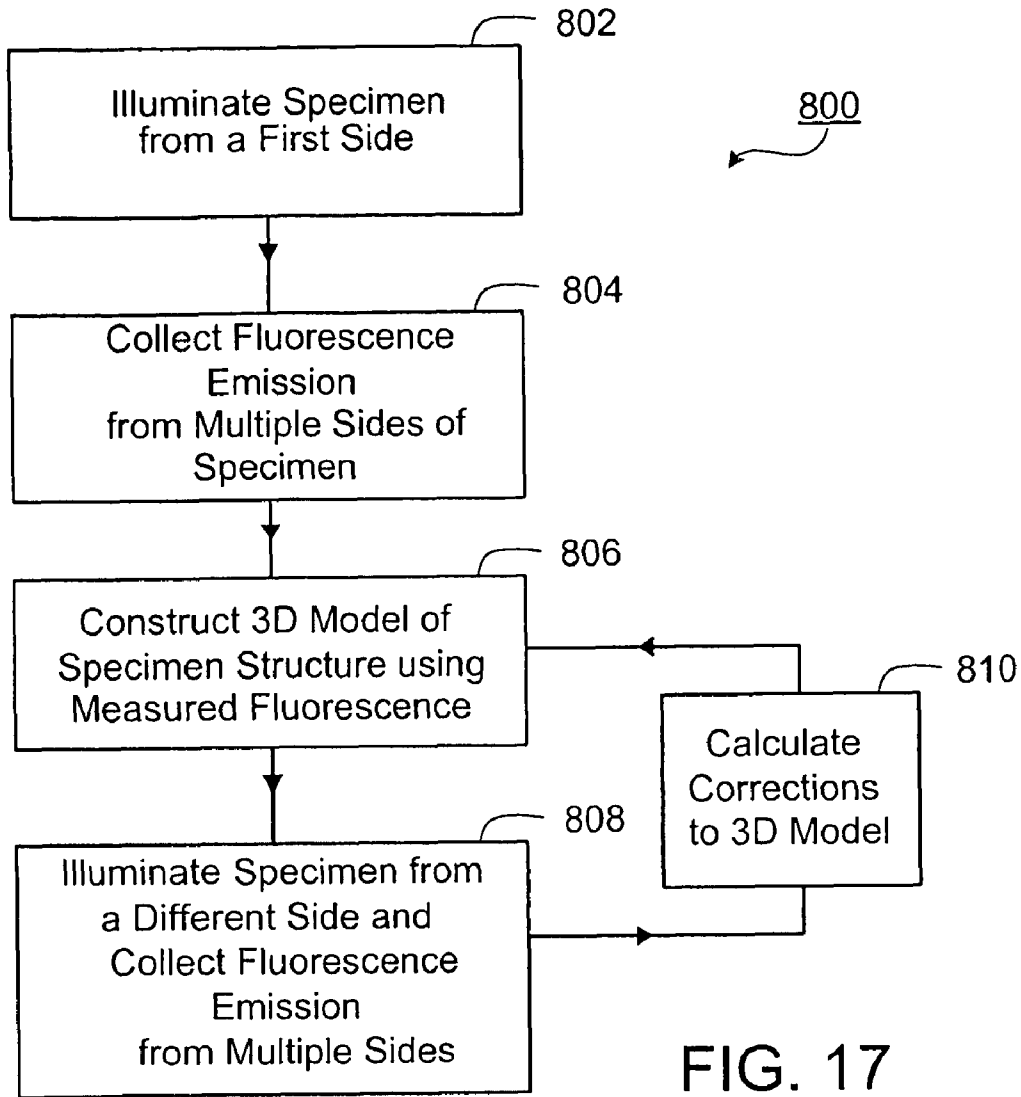 802
Illuminate Specimen
from a First Side
800
804
Collect Fluorescence
Emission
from Multiple Sides of
Specimen
806
Construct 3D Model of
Specimen Structure using
Measured Fluorescence
810
Calculate
Corrections
to 3D Model
808
Illuminate Specimen from
a Different Side and
Collect Fluorescence
Emission
from Multiple Sides
FIG. 17